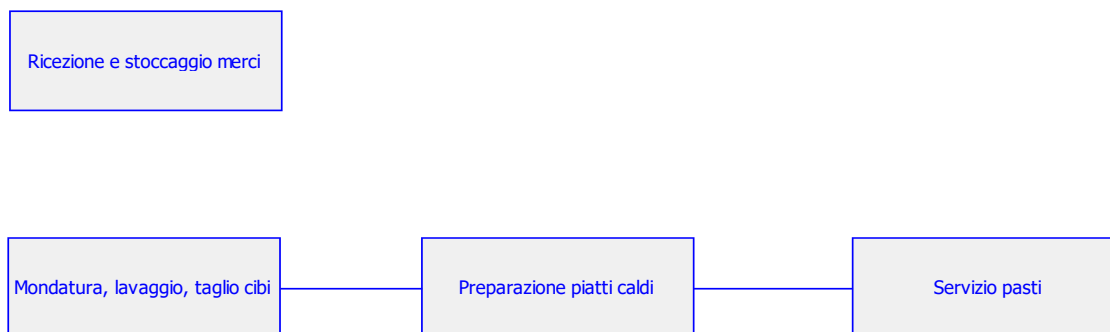 Ricezione e stoccaggio merci
Mondatura, lavaggio, taglio cibi
Preparazione piatti caldi
Servizio pasti